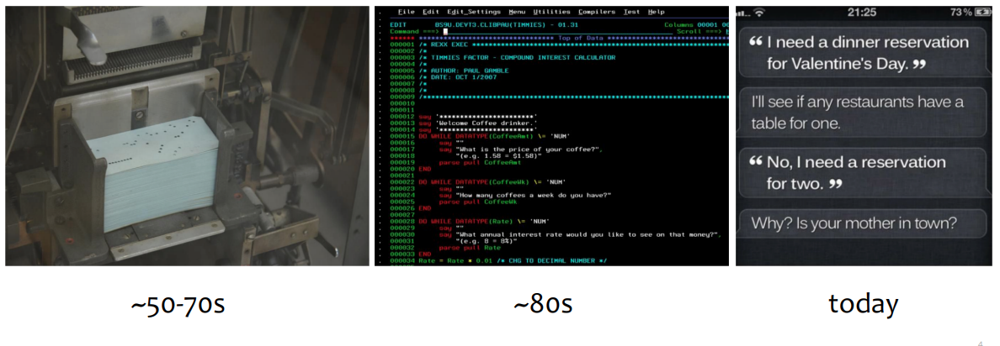 File Edit Edit_Settings Menu Utilities Compilers Test Help
EDIT BS9U.DEVT3.CLIBPAU(TIMMIES) - 01.31 Columns 00001 00
Command ===> Scroll ===>
****** ******************************** Top of Data
000001 /* REXX EXEC ****************************************************
000002 /*
000003 /* TIMMIES FACTOR - COMPOUND INTEREST CALCULATOR
000004 /*
000005 /* AUTHOR: PAUL GAMBLE
000006 /* DATE: OCT 1/2007
000007 /*
000008 /*
000009 /****************************************************************
000010
000011
000012 say '***********************'
000013 say 'Welcome Coffee drinker.'
000014 say '***********************'
000015 DO WHILE DATATYPE(CoffeeAmt) \= 'NUM'
000016 say ""
000017 say "What is the price of your coffee?",
000018 "(e.g. 1.58 = $1.58)"
000019 parse pull CoffeeAmt
000020 END
000021
000022 DO WHILE DATATYPE(CoffeeWk) \= 'NUM'
000023 say ""
000024 say "How many coffees a week do you have?"
000025 parse pull CoffeeWk
000026 END
000027
000028 DO WHILE DATATYPE(Rate) \= 'NUM'
000029 say ""
000030 say "What annual interest rate would you like to see on that money?",
000031 "(e.g. 8 = 8%)"
000032 parse pull Rate
000033 END
000034 Rate = Rate * 0.01 /* CHG TO DECIMAL NUMBER */
21:25 73%
“ I need a dinner reservation
for Valentine's Day. ”
I'll see if any restaurants have a
table for one.
“ No, I need a reservation
for two. ”
Why? Is your mother in town?
~50-70s
~80s
today
4